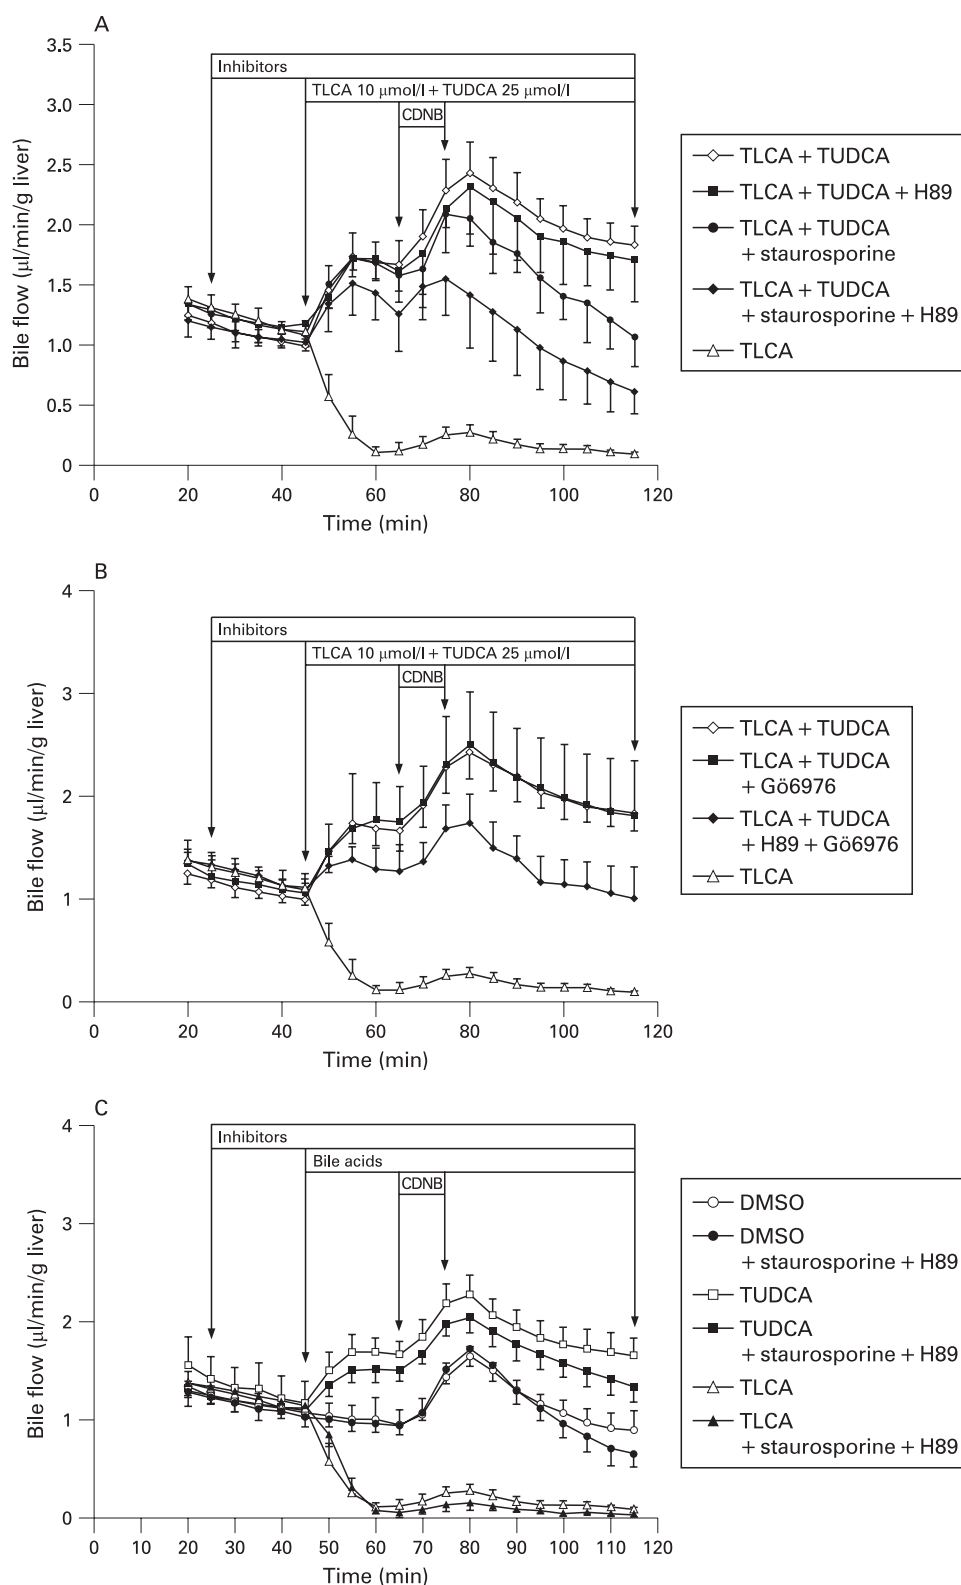 A
3.5
3.0
2.5
2.0
1.5
1.0
0.5
0
Bile flow (μl/min/g liver)
Inhibitors
TLCA 10 μmol/l + TUDCA 25 μmol/l
CDNB
0 20 40 60 80 100 120
Time (min)
TLCA + TUDCA
TLCA + TUDCA + H89
TLCA + TUDCA
+ staurosporine
TLCA + TUDCA
+ staurosporine + H89
TLCA
B
4
3
2
1
0
Bile flow (μl/min/g liver)
Inhibitors
TLCA 10 μmol/l + TUDCA 25 μmol/l
CDNB
0 20 40 60 80 100 120
Time (min)
TLCA + TUDCA
TLCA + TUDCA
+ Gö6976
TLCA + TUDCA
+ H89 + Gö6976
TLCA
C
4
3
2
1
0
Bile flow (μl/min/g liver)
Inhibitors
Bile acids
CDNB
0 10 20 30 40 50 60 70 80 90 100 110 120
Time (min)
DMSO
DMSO
+ staurosporine + H89
TUDCA
TUDCA
+ staurosporine + H89
TLCA
TLCA
+ staurosporine + H89